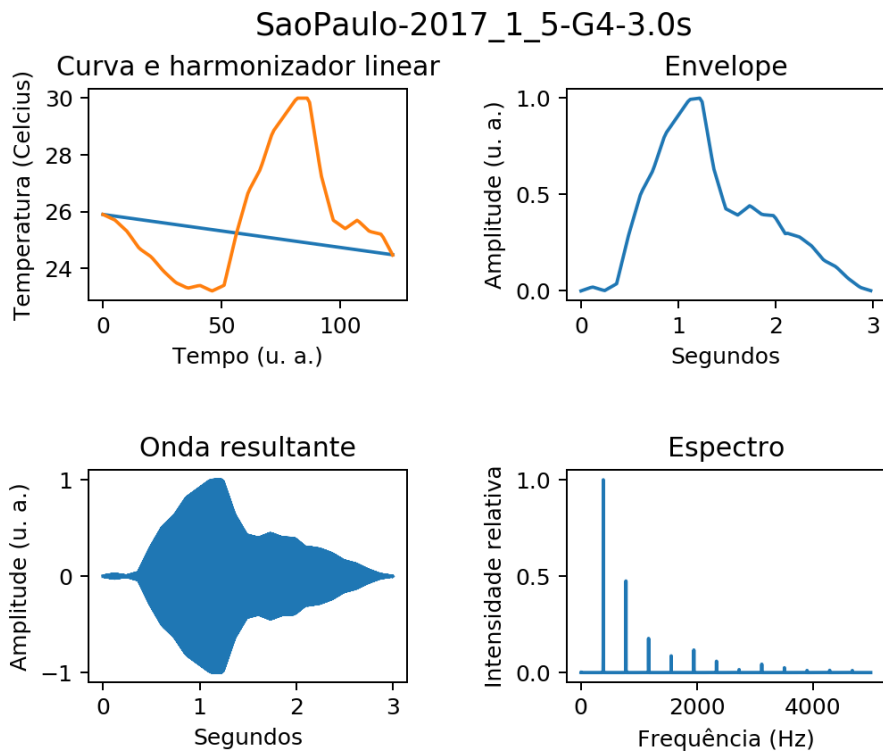 SaoPaulo-2017_1_5-G4-3.0s
Curva e harmonizador linear
Temperatura (Celcius)
30
28
26
24
0
50
100
Tempo (u. a.)
Envelope
Amplitude (u. a.)
1.0
0.5
0.0
0
1
2
3
Segundos
Onda resultante
Amplitude (u. a.)
1
0
−1
0
1
2
3
Segundos
Espectro
Intensidade relativa
1.0
0.5
0.0
0
2000
4000
Frequência (Hz)